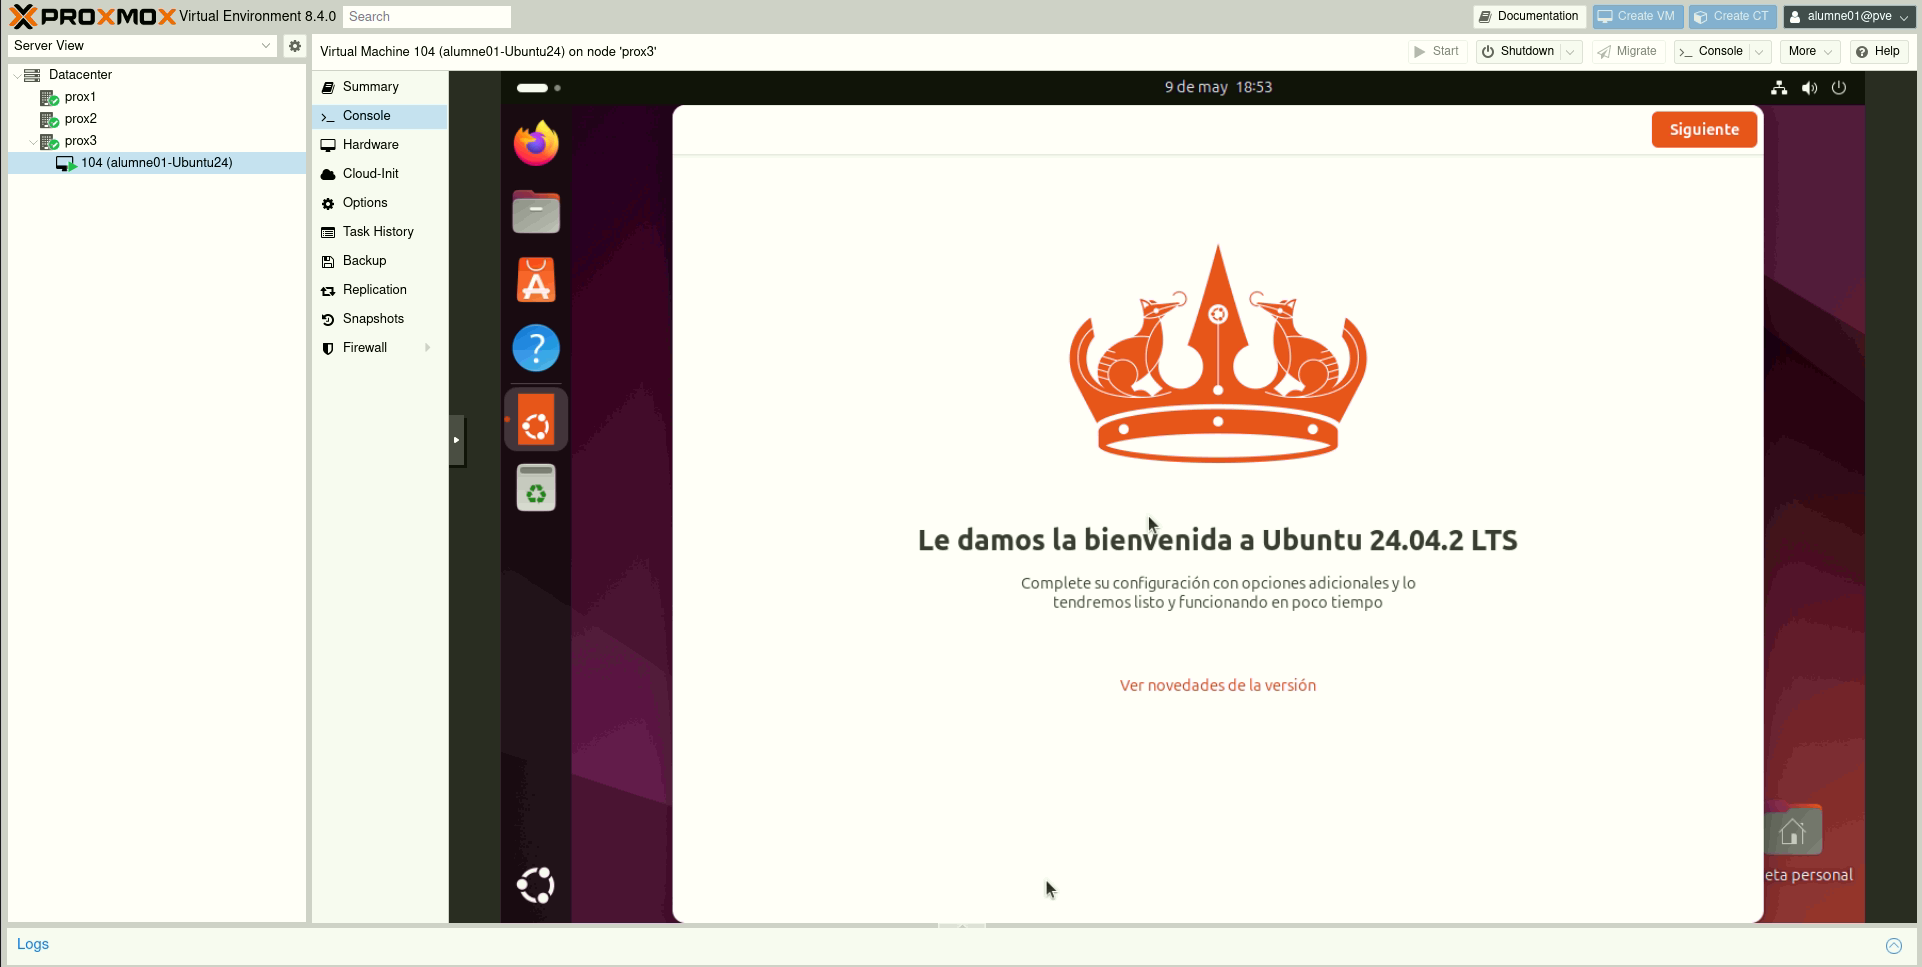 PROXMOX Virtual Environment 8.4.0 Search Documentation Create VM Create CT alumne01@pve
Server View
Virtual Machine 104 (alumne01-Ubuntu24) on node 'prox3' Start Shutdown Migrate Console More Help
Datacenter
prox1
prox2
prox3
104 (alumne01-Ubuntu24)
Summary
Console
Hardware
Cloud-Init
Options
Task History
Backup
Replication
Snapshots
Firewall
9 de may 18:53
Siguiente
Le damos la bienvenida a Ubuntu 24.04.2 LTS
Complete su configuración con opciones adicionales y lo
tendremos listo y funcionando en poco tiempo
Ver novedades de la versión
eta personal
Logs